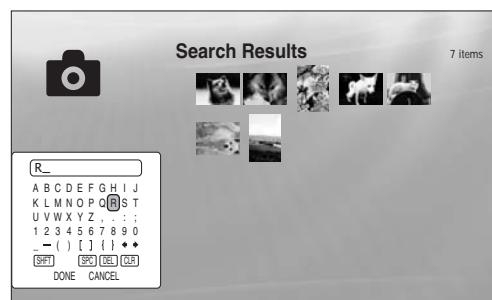 Search Results
7 items
R_
A B C D E F G H I J
K L M N O P Q R S T
U V W X Y Z , . : ;
1 2 3 4 5 6 7 8 9 0
_ — ( ) [ ] { }
SHFT SPC DEL CLR
DONE CANCEL